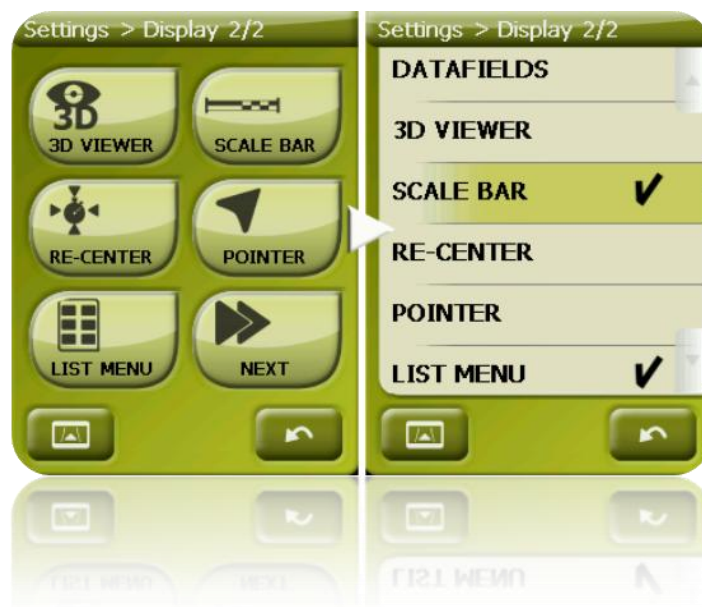 Settings > Display 2/2
3D
3D VIEWER
SCALE BAR
RE-CENTER
POINTER
LIST MENU
NEXT
Settings > Display 2/2
DATAFIELDS
3D VIEWER
SCALE BAR
RE-CENTER
POINTER
LIST MENU